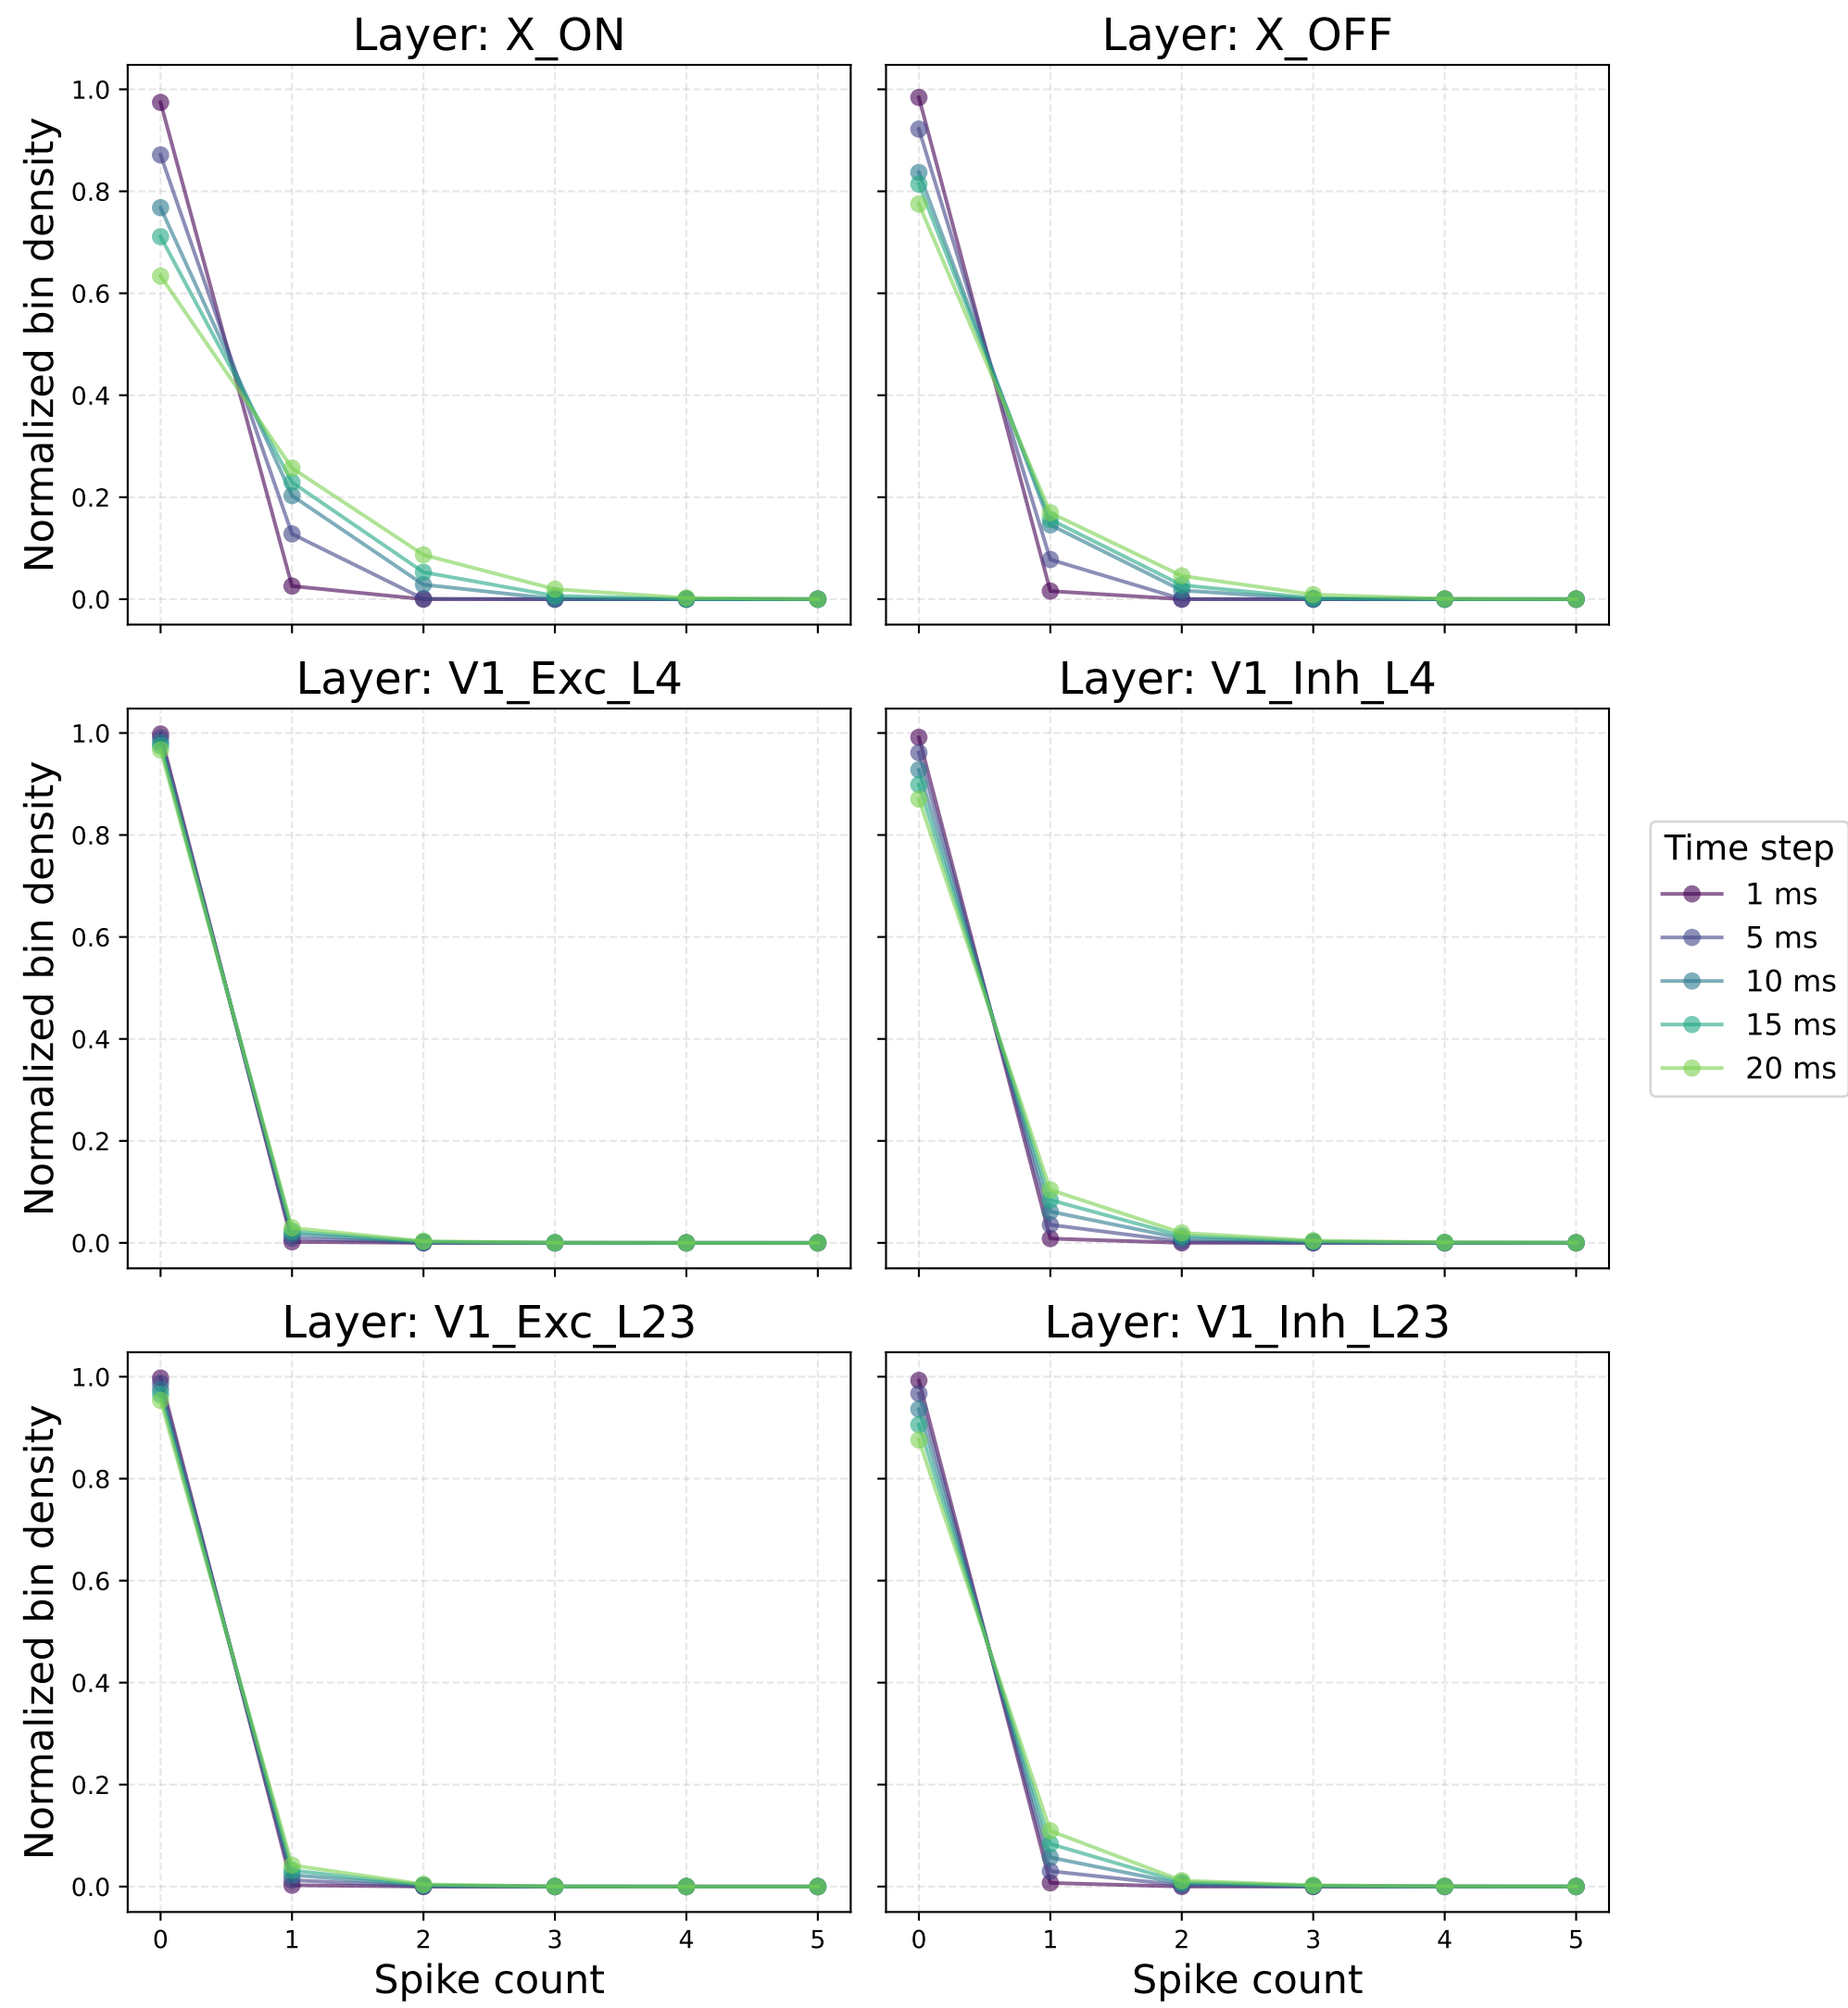 Layer: X_ON
Layer: X_OFF
Normalized bin density
1.0
0.8
0.6
0.4
0.2
0.0
Layer: V1_Exc_L4
Layer: V1_Inh_L4
Normalized bin density
1.0
0.8
0.6
0.4
0.2
0.0
Time step
1 ms
5 ms
10 ms
15 ms
20 ms
Layer: V1_Exc_L23
Layer: V1_Inh_L23
Normalized bin density
1.0
0.8
0.6
0.4
0.2
0.0
0 1 2 3 4 5
0 1 2 3 4 5
Spike count
Spike count